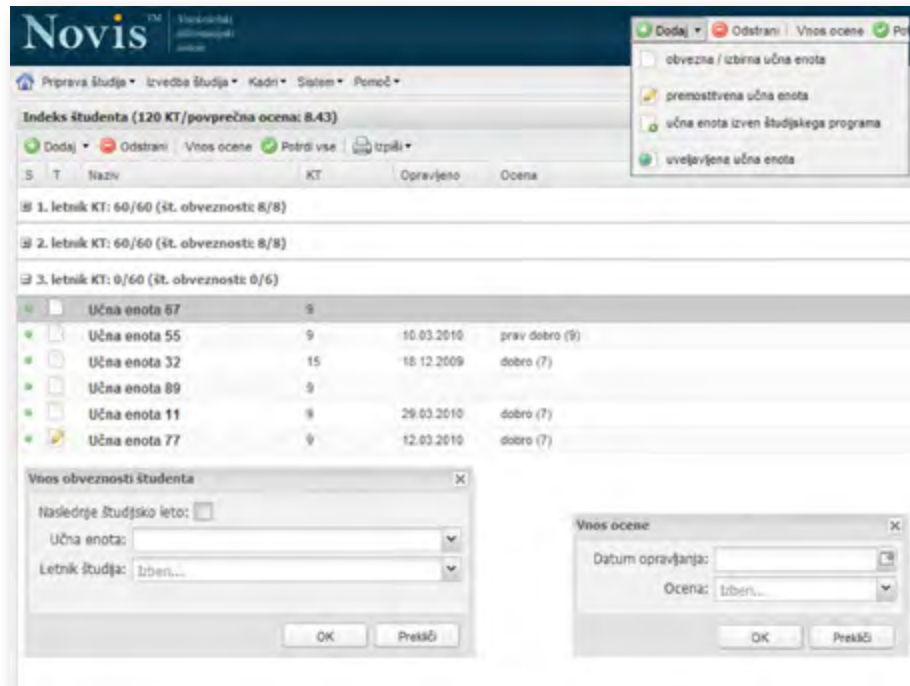 Novis TM
Dodaj Odstrani Vnos ocene
obvezna / izbirna učna enota
premostitvena učna enota
učna enota izven študijskega programa
uveljavljena učna enota
Priprava študija Izvedba študija Kadri Sistem Pomoč
Indeks študenta (120 KT/povprečna ocena: 8.43)
Dodaj Odstrani Vnos ocene Potrdi vse Izpiši
S T Naziv KT Opravljeno Ocena
1. letnik KT: 60/60 (št. obveznosti: 8/8)
2. letnik KT: 60/60 (št. obveznosti: 8/8)
3. letnik KT: 0/60 (št. obveznosti: 0/6)
Učna enota 67 9
Učna enota 55 9 10.03.2010 prav dobro (9)
Učna enota 32 15 18.12.2009 dobro (7)
Učna enota 89 9
Učna enota 11 9 29.03.2010 dobro (7)
Učna enota 77 9 12.03.2010 dobro (7)
Vnos obveznosti študenta
Naslednje študijsko leto:
Učna enota:
Letnik študija: Izberi...
OK Prekliči
Vnos ocene
Datum opravljanja:
Ocena: Izberi...
OK Prekliči